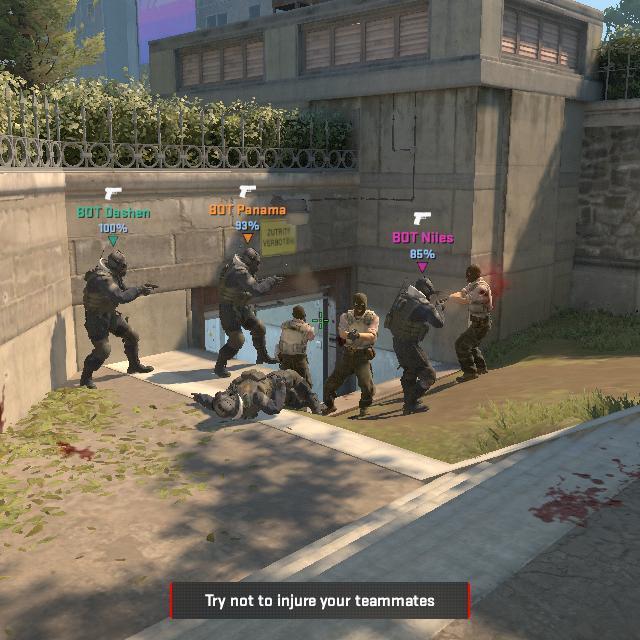 BOT Dashen
100%
BOT Panama
93%
BOT Niles
85%
ZUTRITT
VERBOTEN
Try not to injure your teammates